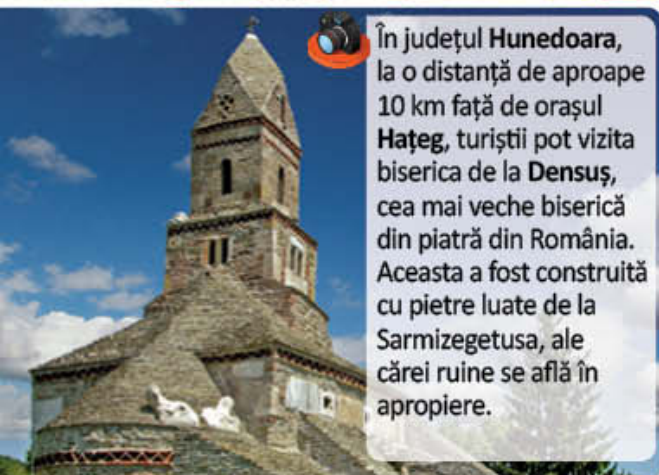 În județul Hunedoara,
la o distanță de aproape
10 km față de orașul
Hațeg, turiștii pot vizita
biserica de la Densuș,
cea mai veche biserică
din piatră din România.
Aceasta a fost construită
cu pietre luate de la
Sarmizegetusa, ale
cărei ruine se află în
apropiere.